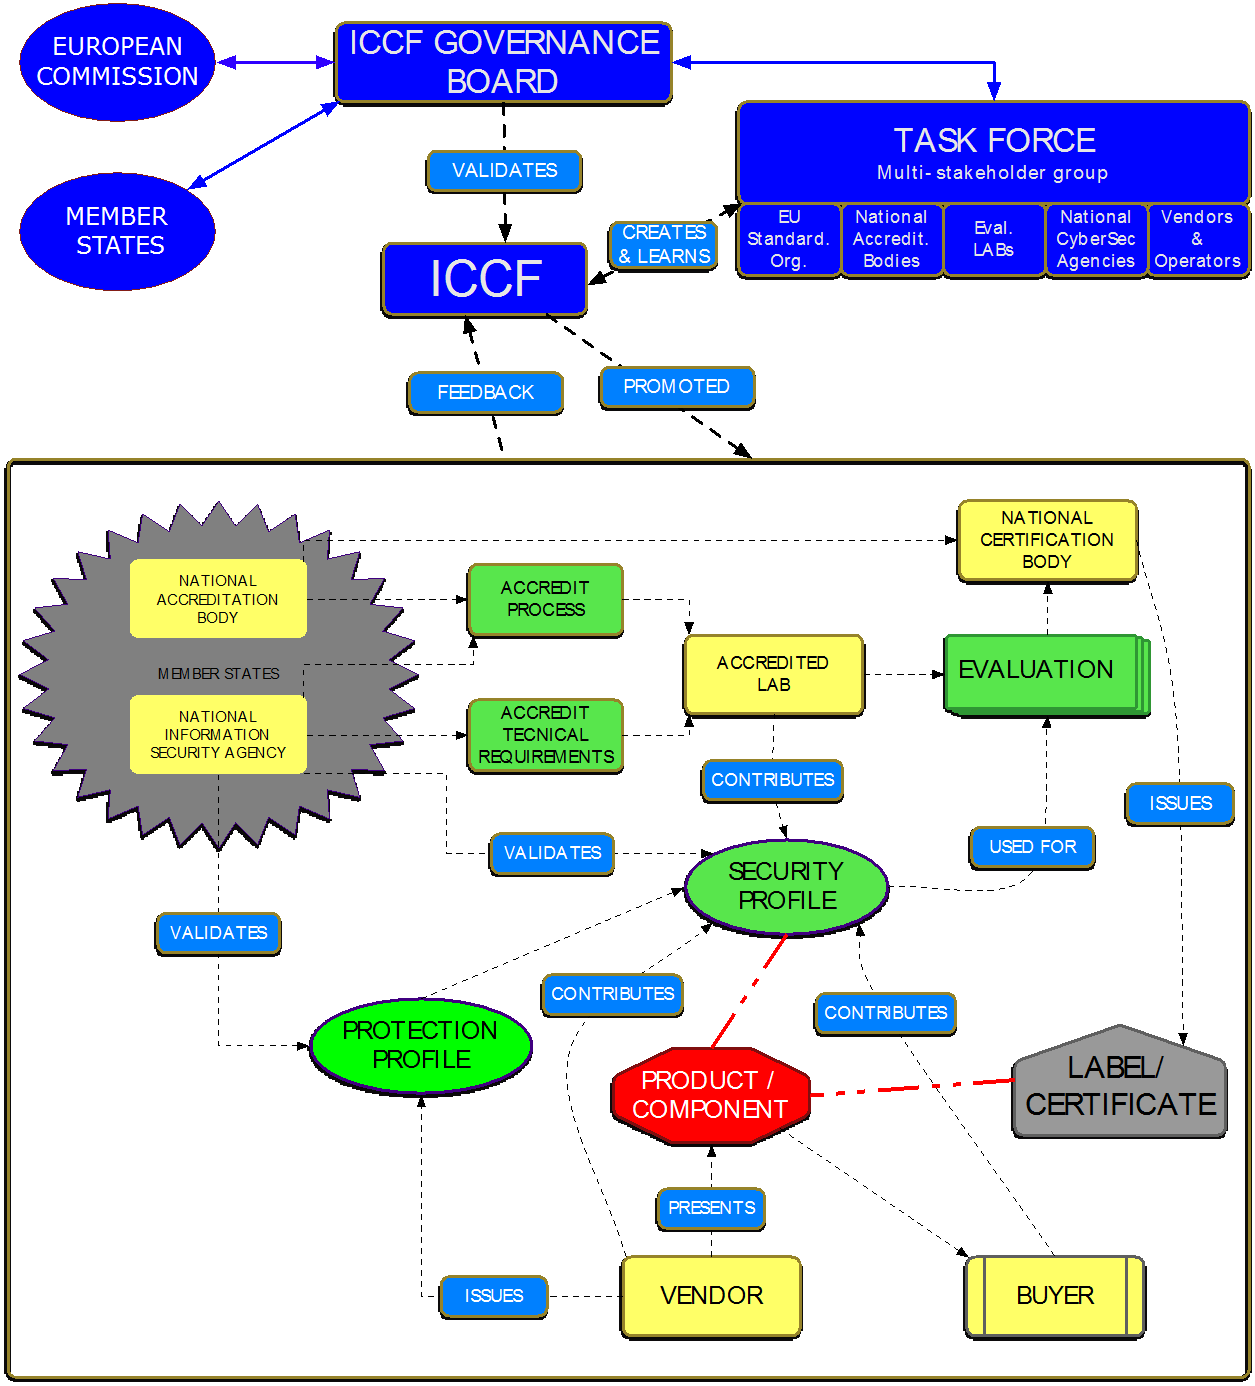 EUROPEAN
COMMISSION
ICCF GOVERNANCE
BOARD
TASK FORCE
Multi-stakeholder group
VALIDATES
MEMBER
STATES
EU
Standard.
Org.
National
Accredit.
Bodies
Eval.
LABs
National
CyberSec
Agencies
Vendors
&
Operators
CREATES
& LEARNS
ICCF
FEEDBACK
PROMOTED
NATIONAL
CERTIFICATION
BODY
NATIONAL
ACCREDITATION
BODY
ACCREDIT
PROCESS
MEMBER STATES
ACCREDITED
LAB
EVALUATION
NATIONAL
INFORMATION
SECURITY AGENCY
ACCREDIT
TECNICAL
REQUIREMENTS
CONTRIBUTES
ISSUES
VALIDATES
USED FOR
SECURITY
PROFILE
VALIDATES
CONTRIBUTES
CONTRIBUTES
PROTECTION
PROFILE
PRODUCT /
COMPONENT
LABEL/
CERTIFICATE
PRESENTS
ISSUES
VENDOR
BUYER